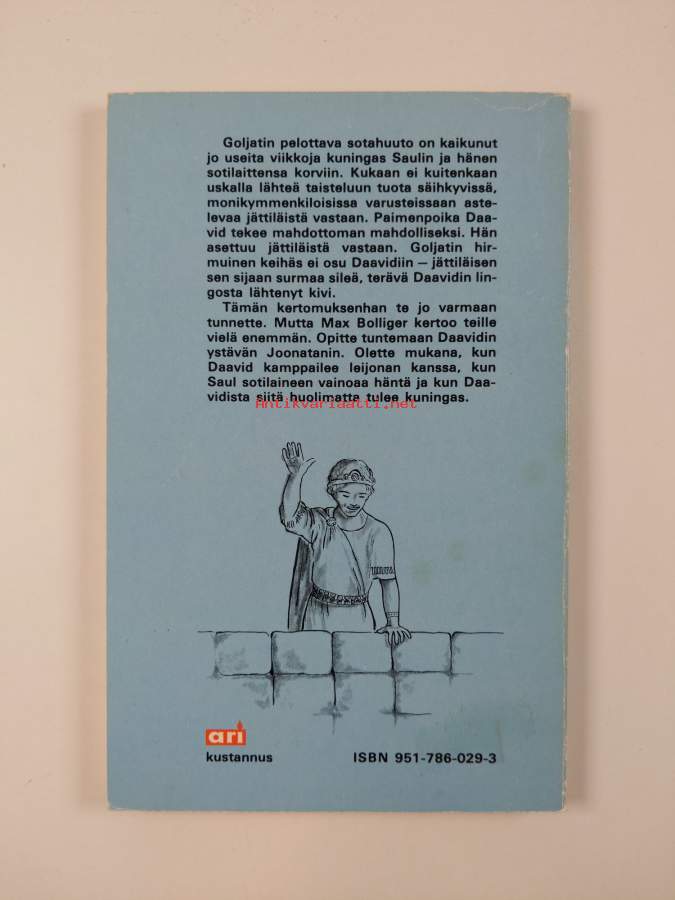 Goljatin pelottava sotahuuto on kaikunut
jo useita viikkoja kuningas Saulin ja hänen
sotilaittensa korviin. Kukaan ei kuitenkaan
uskalla lähteä taisteluun tuota säihkyvissä,
monikymmenkiloisissa varusteissaan aste-
levaa jättiläistä vastaan. Paimenpoika Daa-
vid tekee mahdottoman mahdolliseksi. Hän
asettuu jättiläistä vastaan. Goljatin hir-
muinen keihäs ei osu Daavidiin – jättiläisen
sen sijaan surmaa sileä, terävä Daavidin lin-
gosta lähtenyt kivi.
Tämän kertomuksenhan te jo varmaan
tunnette. Mutta Max Bolliger kertoo teille
vielä enemmän. Opitte tuntemaan Daavidin
ystävän Joonatanin. Olette mukana, kun
Daavid kamppailee leijonan kanssa, kun
Saul sotilaineen vainoaa häntä ja kun Daa-
vidista siitä huolimatta tulee kuningas.
Antikvariaatti.net
ari
kustannus
ISBN 951-786-029-3